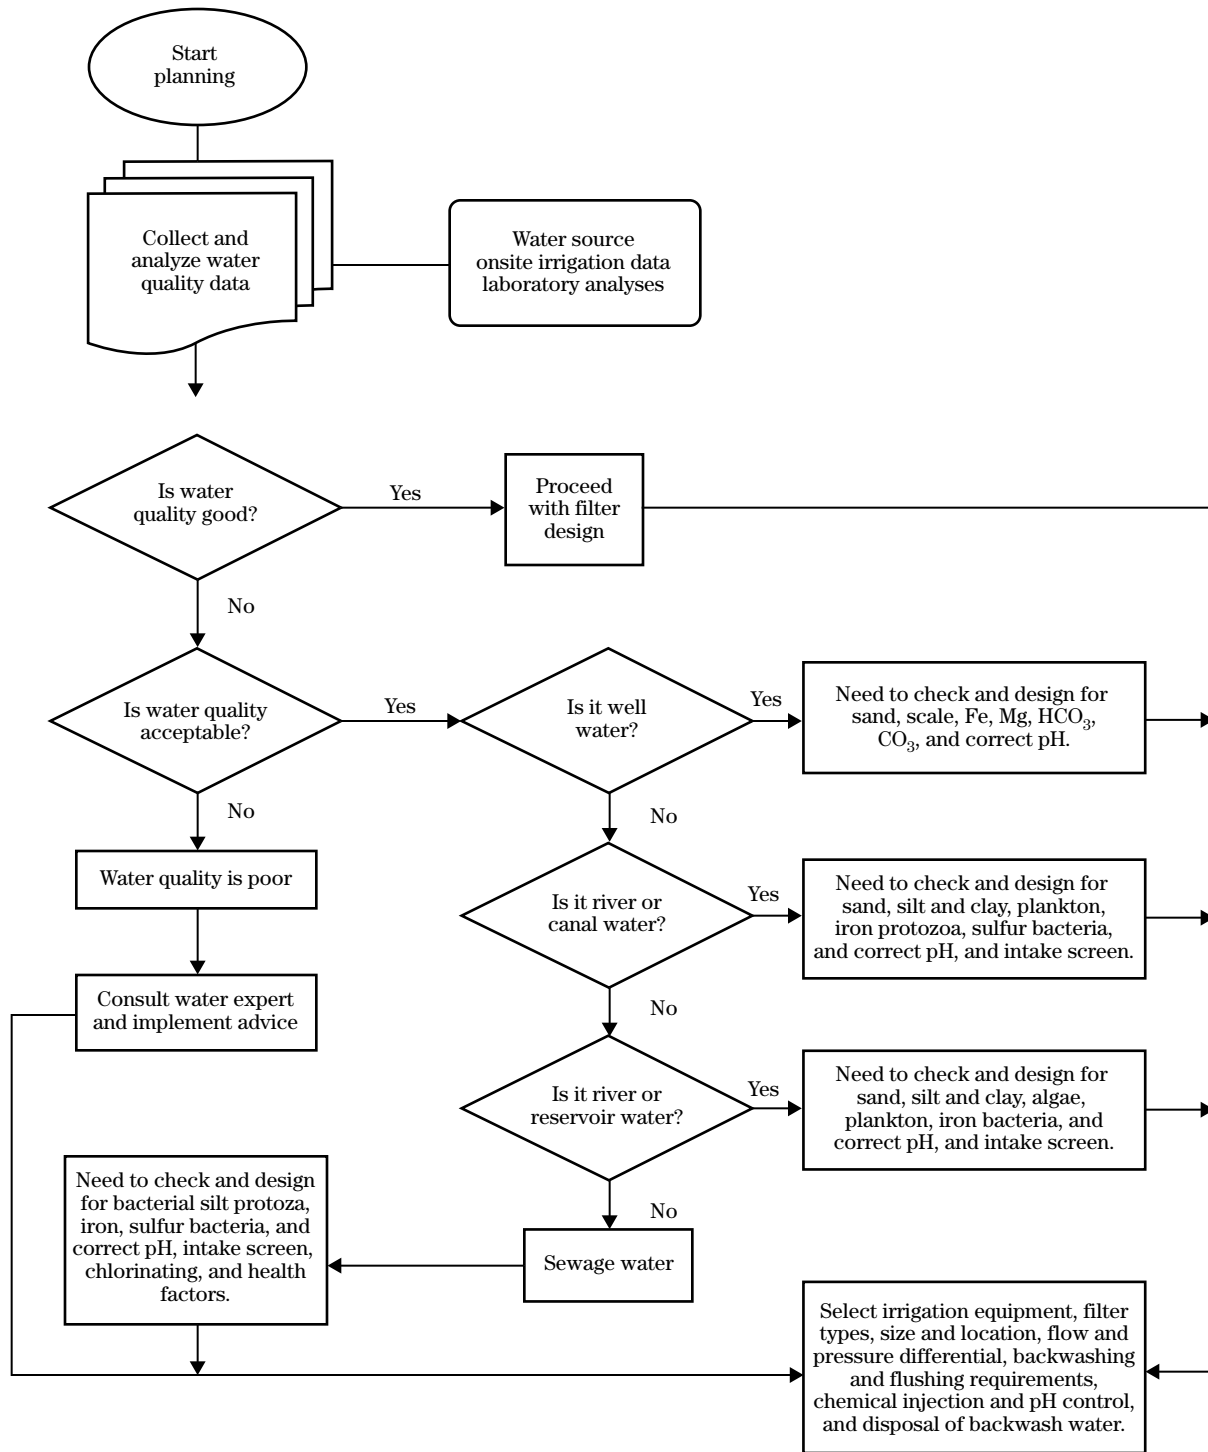 Start
planning
Collect and
analyze water
quality data
Water source
onsite irrigation data
laboratory analyses
Is water
quality good?
Yes
Proceed
with filter
design
No
Is water quality
acceptable?
Yes
Is it well
water?
Yes
Need to check and design for
sand, scale, Fe, Mg, HCO₃,
CO₃, and correct pH.
No
Water quality is poor
Consult water expert
and implement advice
No
Is it river or
canal water?
Yes
Need to check and design for
sand, silt and clay, plankton,
iron protozoa, sulfur bacteria,
and correct pH, and intake screen.
No
Is it river or
reservoir water?
Yes
Need to check and design for
sand, silt and clay, algae,
plankton, iron bacteria, and
correct pH, and intake screen.
No
Sewage water
Need to check and design
for bacterial silt protoza,
iron, sulfur bacteria, and
correct pH, intake screen,
chlorinating, and health
factors.
Select irrigation equipment, filter
types, size and location, flow and
pressure differential, backwashing
and flushing requirements,
chemical injection and pH control,
and disposal of backwash water.